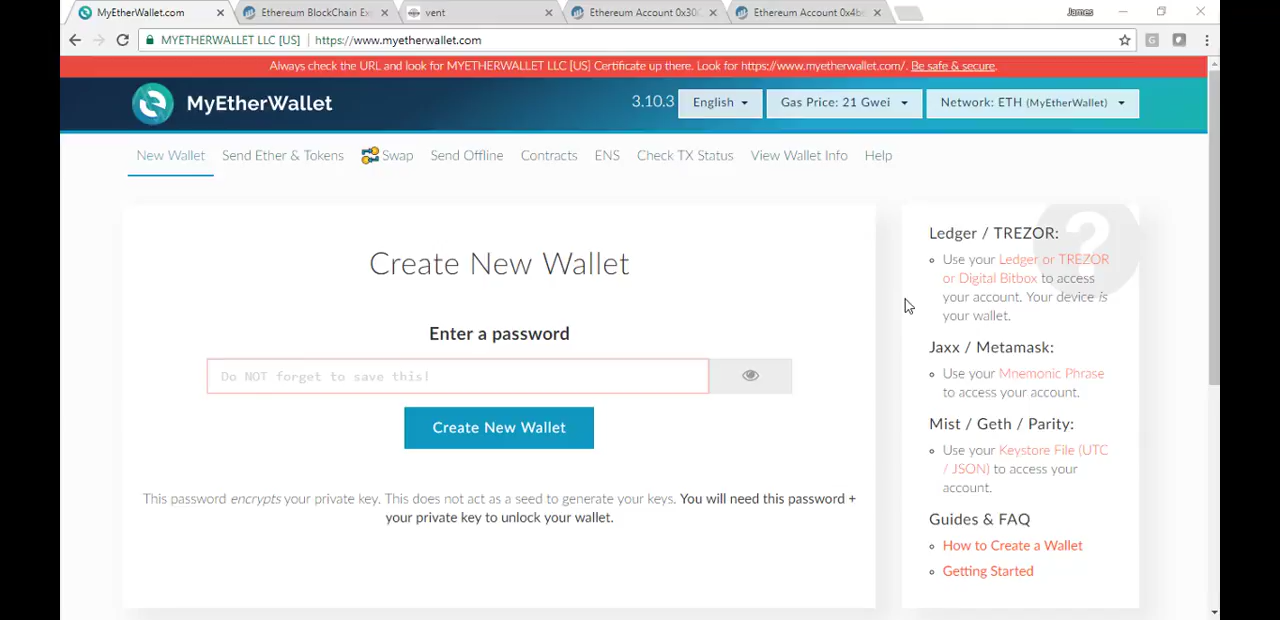 MyEtherWallet.com
Ethereum BlockChain Ex
vent
Ethereum Account 0x30
Ethereum Account 0x4b
James
MYETHERWALLET LLC [US] | https://www.myetherwallet.com
Always check the URL and look for MYETHERWALLET LLC [US] Certificate up there. Look for https://www.myetherwallet.com/. Be safe & secure.
MyEtherWallet
3.10.3
English
Gas Price: 21 Gwei
Network: ETH (MyEtherWallet)
New Wallet
Send Ether & Tokens
Swap
Send Offline
Contracts
ENS
Check TX Status
View Wallet Info
Help
Create New Wallet
Enter a password
Do NOT forget to save this!
Create New Wallet
This password encrypts your private key. This does not act as a seed to generate your keys. You will need this password +
your private key to unlock your wallet.
?
Ledger / TREZOR:
Use your Ledger or TREZOR
or Digital Bitbox to access
your account. Your device is
your wallet.
Jaxx / Metamask:
Use your Mnemonic Phrase
to access your account.
Mist / Geth / Parity:
Use your Keystore File (UTC
/ JSON) to access your
account.
Guides & FAQ
How to Create a Wallet
Getting Started